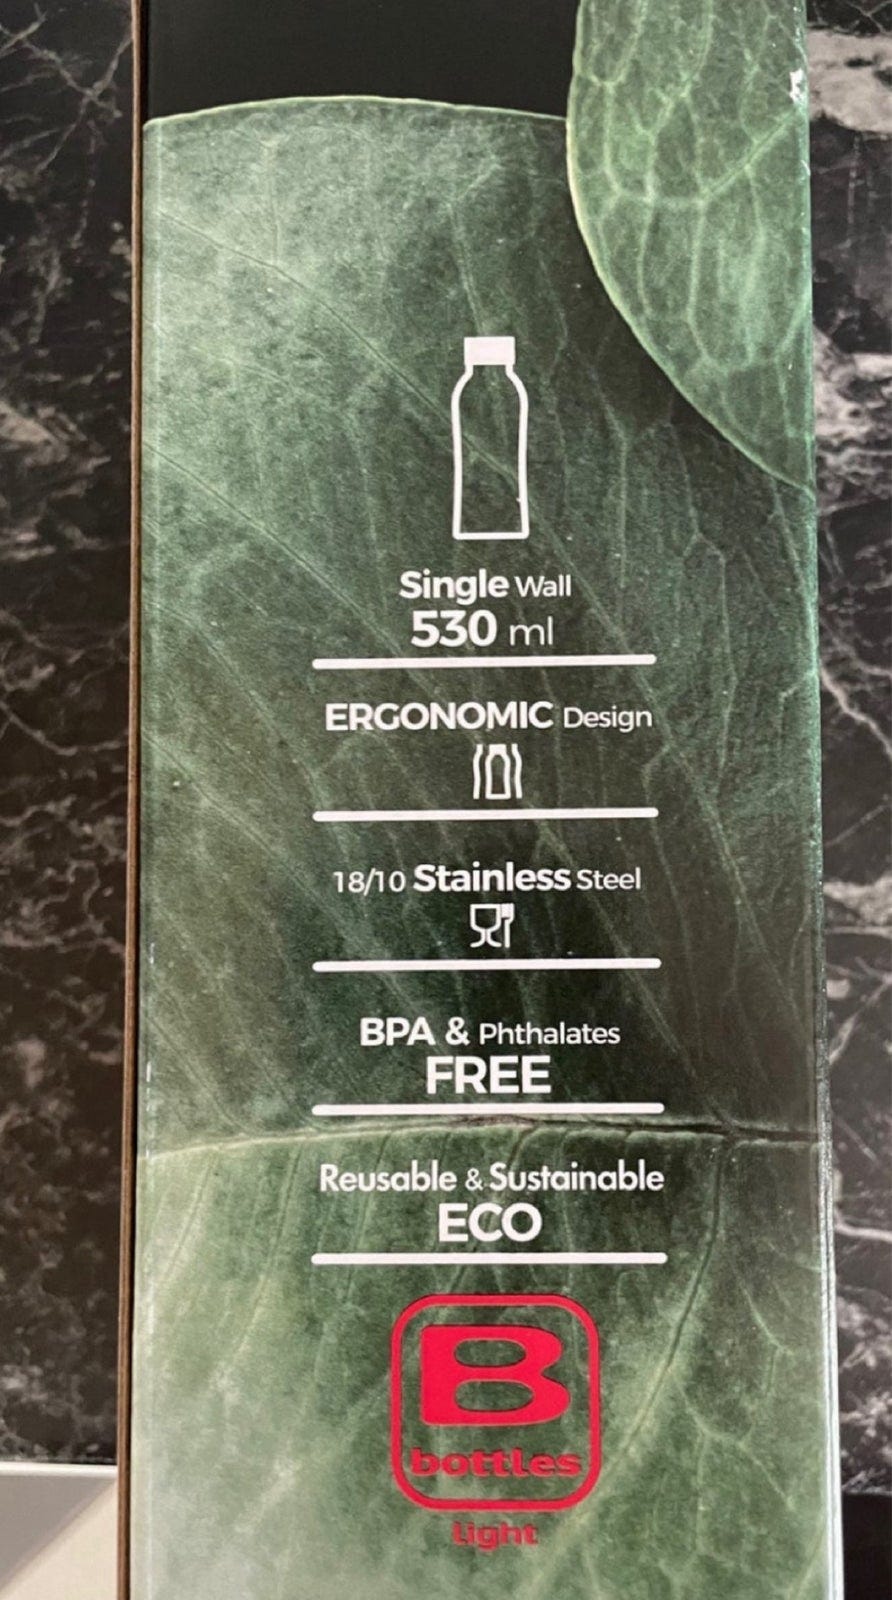 Single Wall
530 ml
ERGONOMIC Design
18/10 Stainless Steel
BPA & Phthalates
FREE
Reusable & Sustainable
ECO
B
bottles
light